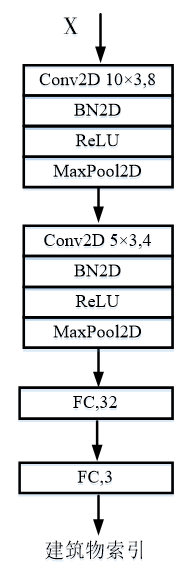 X
Conv2D 10×3,8
BN2D
ReLU
MaxPool2D
Conv2D 5×3,4
BN2D
ReLU
MaxPool2D
FC,32
FC,3
建筑物索引